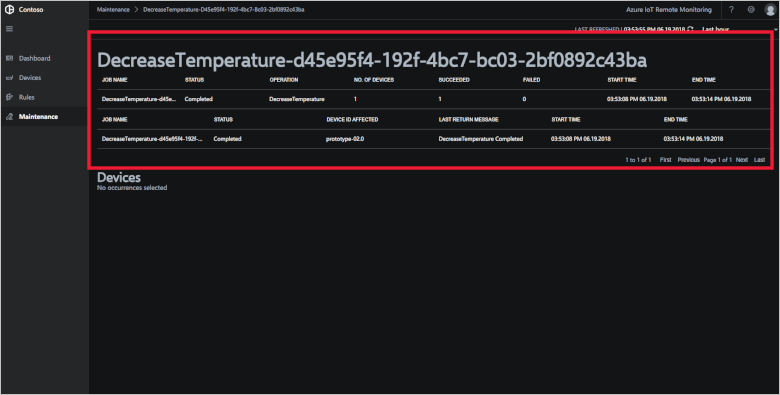 Contoso
Maintenance > DecreaseTemperature-D45e95f4-192f-4bc7-8c03-2bf0892c43ba
Azure IoT Remote Monitoring ?
LAST REFRESHED | 03:53:55 PM 06.19.2018 Last hour
Dashboard
Devices
Rules
Maintenance
DecreaseTemperature-d45e95f4-192f-4bc7-bc03-2bf0892c43ba
JOB NAME STATUS OPERATION NO. OF DEVICES SUCCEEDED FAILED START TIME END TIME
DecreaseTemperature-d45e... Completed DecreaseTemperature 1 1 0 03:53:08 PM 06.19.2018 03:53:14 PM 06.19.2018
JOB NAME STATUS DEVICE ID AFFECTED LAST RETURN MESSAGE START TIME END TIME
DecreaseTemperature-d45e95f4-192f-... Completed prototype-02.0 DecreaseTemperature Completed 03:53:08 PM 06.19.2018 03:53:14 PM 06.19.2018
1 to 1 of 1 First Previous Page 1 of 1 Next Last
Devices
No occurrences selected